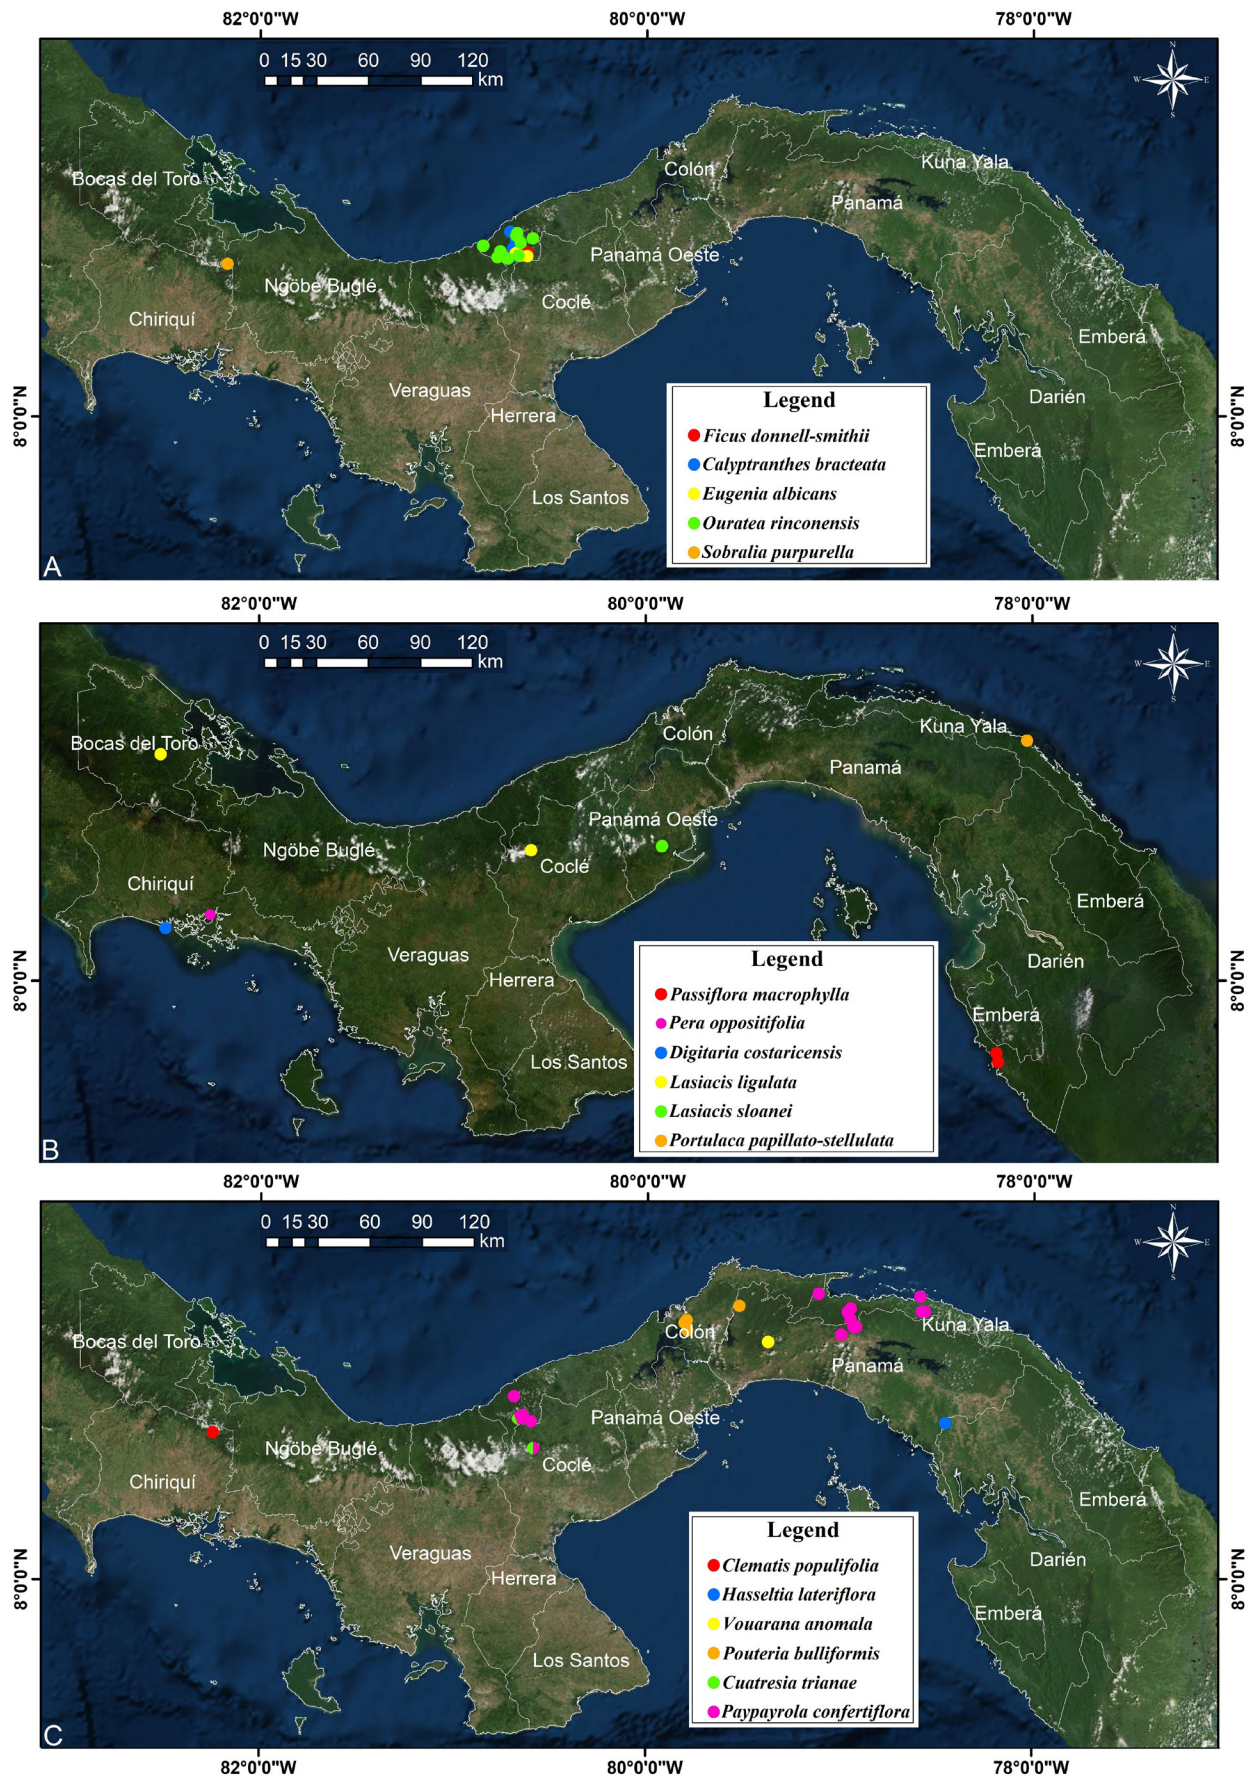 82°0'0"W 80°0'0"W 78°0'0"W
0 15 30 60 90 120
km
N
W E
S
Kuna Yala
Colón
Bocas del Toro
Panamá
Panamá Oeste
Ngöbe Buglé
Coclé
Chiriquí
Emberá
Veraguas
Darién
Herrera
8°0'0"N 8°0'0"N
Emberá
Los Santos
Legend
Ficus donnell-smithii
Calyptranthes bracteata
Eugenia albicans
Ouratea rinconensis
Sobralia purpurella
A
82°0'0"W 80°0'0"W 78°0'0"W
0 15 30 60 90 120
km
N
W E
S
Kuna Yala
Colón
Bocas del Toro
Panamá
Panamá Oeste
Ngöbe Buglé
Coclé
Chiriquí
Emberá
Veraguas
Darién
Herrera
8°0'0"N 8°0'0"N
Emberá
Los Santos
Legend
Passiflora macrophylla
Pera oppositifolia
Digitaria costaricensis
Lasiacis ligulata
Lasiacis sloanei
Portulaca papillato-stellulata
B
82°0'0"W 80°0'0"W 78°0'0"W
0 15 30 60 90 120
km
N
W E
S
Kuna Yala
Colón
Bocas del Toro
Panamá
Panamá Oeste
Ngöbe Buglé
Coclé
Chiriquí
Emberá
Veraguas
Darién
Herrera
8°0'0"N 8°0'0"N
Emberá
Los Santos
Legend
Clematis populifolia
Hasseltia lateriflora
Vouarana anomala
Pouteria bulliformis
Cuatresia trianae
Paypayrola confertiflora
C
82°0'0"W 80°0'0"W 78°0'0"W